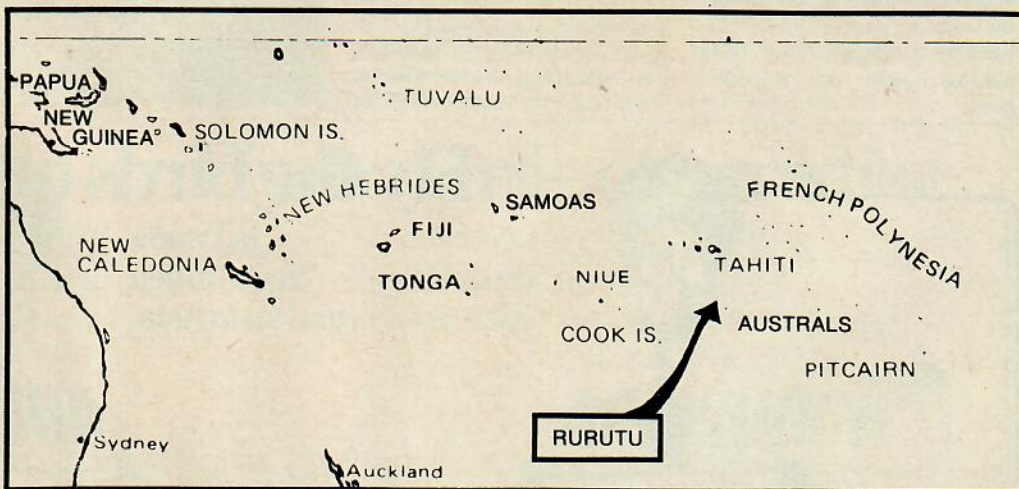 PAPUA
NEW
GUINEA
SOLOMON IS.
TUVALU
NEW HEBRIDES
SAMOAS
FRENCH POLYNESIA
FIJI
NEW
CALEDONIA
TONGA
NIUE
TAHITI
COOK IS.
AUSTRALS
PITCAIRN
RURUTU
Sydney
Auckland